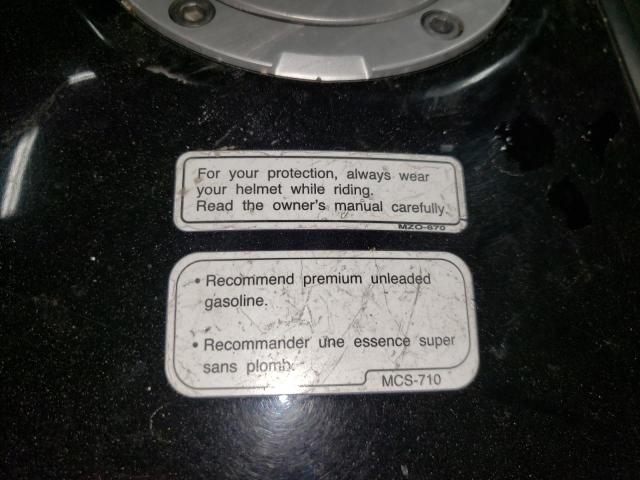 For your protection, always wear
your helmet while riding.
Read the owner's manual carefully.
MZO-670
• Recommend premium unleaded
gasoline.
• Recommander une essence super
sans plomb.
MCS-710